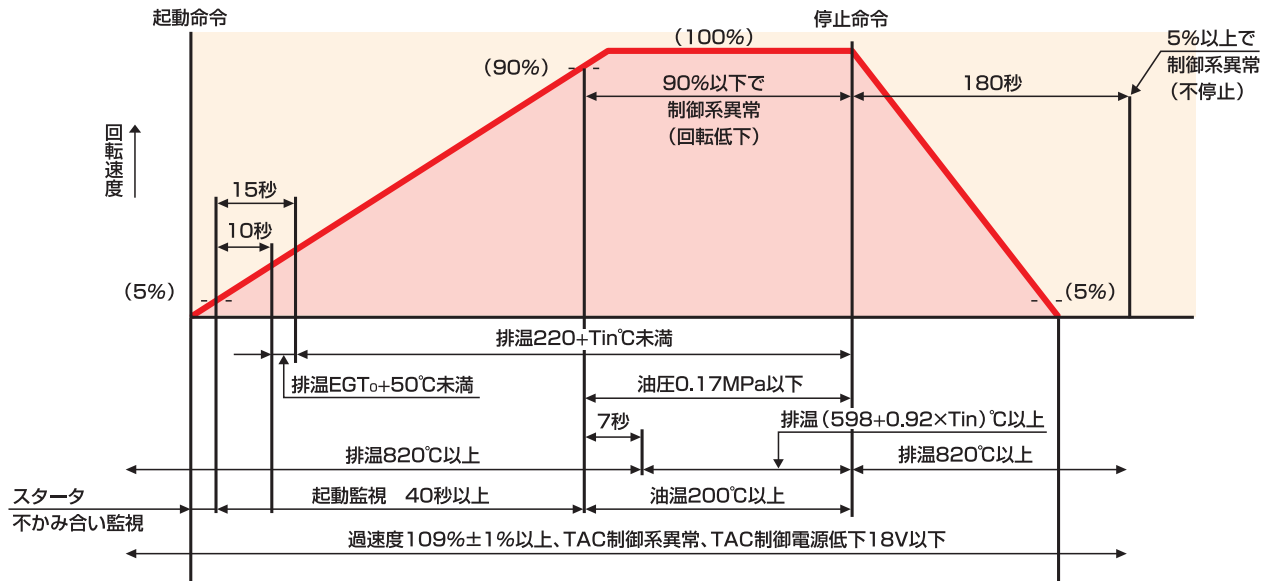 起動命令
停止命令
(100%)
5%以上で
制御系異常
(不停止)
(90%)
90%以下で
制御系異常
(回転低下)
180秒
回転速度
15秒
10秒
(5%)
(5%)
排温220+Tin℃未満
排温EGT₀+50℃未満
油圧0.17MPa以下
7秒
排温(598+0.92×Tin)℃以上
排温820℃以上
排温820℃以上
スタータ
不かみ合い監視
起動監視 40秒以上
油温200℃以上
過速度109%±1%以上、TAC制御系異常、TAC制御電源低下18V以下